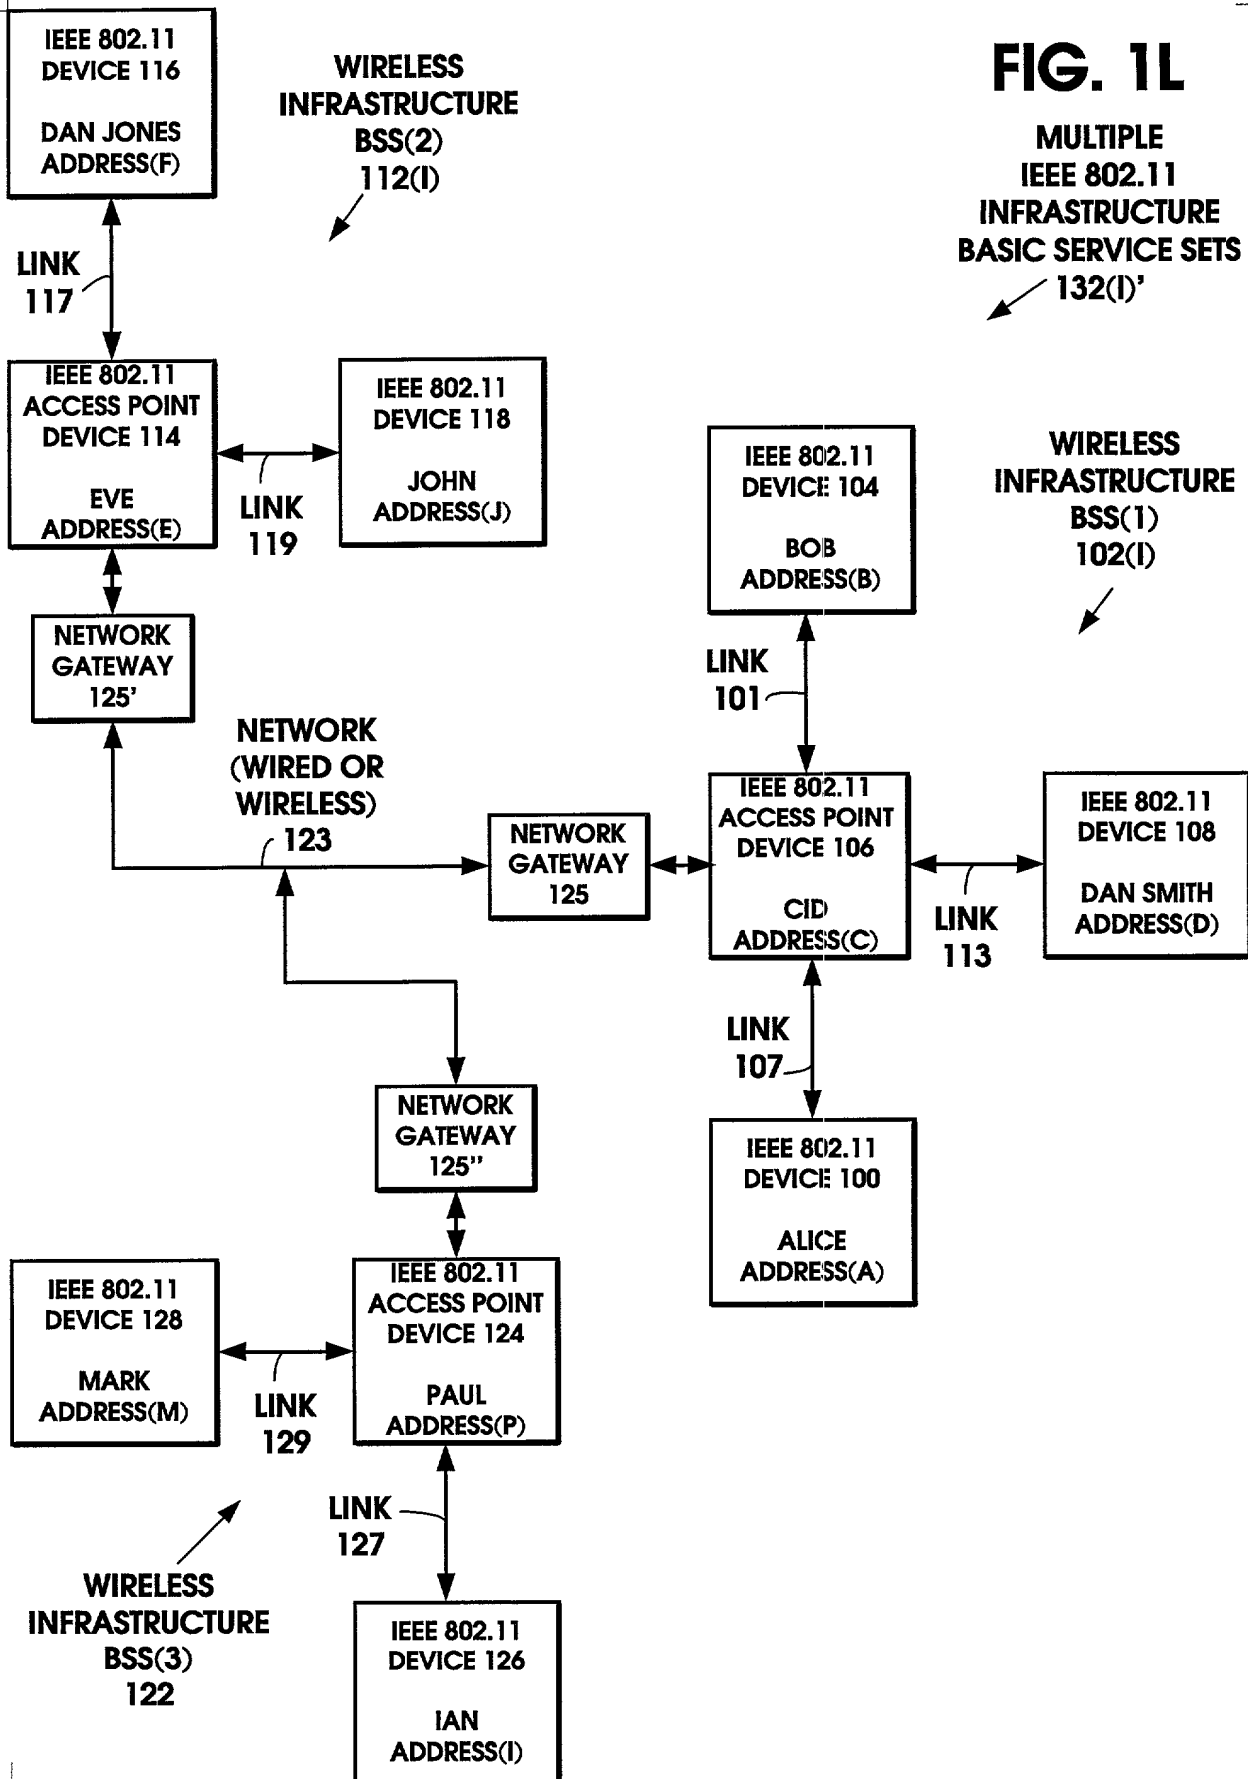 FIG. 1L
MULTIPLE
IEEE 802.11
INFRASTRUCTURE
BASIC SERVICE SETS
132(I)'
IEEE 802.11
DEVICE 116
DAN JONES
ADDRESS(F)
WIRELESS
INFRASTRUCTURE
BSS(2)
112(I)
LINK
117
IEEE 802.11
ACCESS POINT
DEVICE 114
EVE
ADDRESS(E)
LINK
119
IEEE 802.11
DEVICE 118
JOHN
ADDRESS(J)
NETWORK
GATEWAY
125'
NETWORK
(WIRED OR
WIRELESS)
123
NETWORK
GATEWAY
125
IEEE 802.11
DEVICE 104
BOB
ADDRESS(B)
WIRELESS
INFRASTRUCTURE
BSS(1)
102(I)
LINK
101
IEEE 802.11
ACCESS POINT
DEVICE 106
CID
ADDRESS(C)
LINK
113
IEEE 802.11
DEVICE 108
DAN SMITH
ADDRESS(D)
LINK
107
IEEE 802.11
DEVICE 100
ALICE
ADDRESS(A)
NETWORK
GATEWAY
125''
IEEE 802.11
DEVICE 128
MARK
ADDRESS(M)
LINK
129
IEEE 802.11
ACCESS POINT
DEVICE 124
PAUL
ADDRESS(P)
LINK
127
WIRELESS
INFRASTRUCTURE
BSS(3)
122
IEEE 802.11
DEVICE 126
IAN
ADDRESS(I)